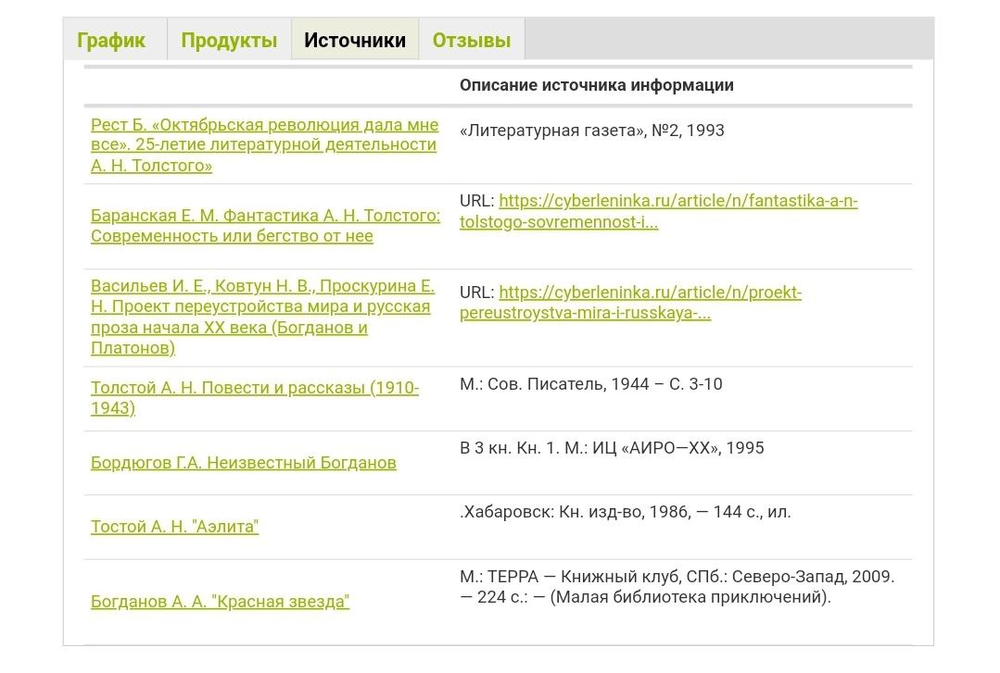 График Продукты Источники Отзывы
Описание источника информации
Рест Б. «Октябрьская революция дала мне
все». 25-летие литературной деятельности
А. Н. Толстого»
«Литературная газета», №2, 1993
Баранская Е. М. Фантастика А. Н. Толстого:
Современность или бегство от нее
URL: https://cyberleninka.ru/article/n/fantastika-a-n-
tolstogo-sovremennost-i...
Васильев И. Е., Ковтун Н. В., Проскурина Е.
Н. Проект переустройства мира и русская
проза начала XX века (Богданов и
Платонов)
URL: https://cyberleninka.ru/article/n/proekt-
pereustroystva-mira-i-russkaya-...
Толстой А. Н. Повести и рассказы (1910-
1943)
М.: Сов. Писатель, 1944 – С. 3-10
Бордюгов Г.А. Неизвестный Богданов
В 3 кн. Кн. 1. М.: ИЦ «АИРО—XX», 1995
Тостой А. Н. "Аэлита"
.Хабаровск: Кн. изд-во, 1986, — 144 с., ил.
Богданов А. А. "Красная звезда"
М.: ТЕРРА — Книжный клуб, СПб.: Северо-Запад, 2009.
— 224 с.: — (Малая библиотека приключений).